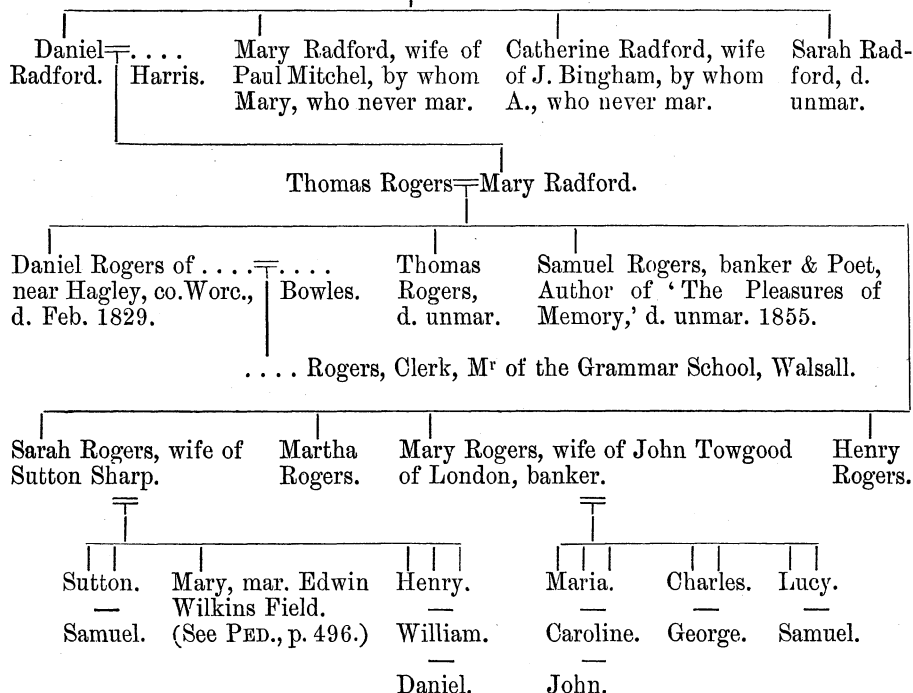 Daniel=.... Mary Radford, wife of Catherine Radford, wife Sarah Rad-
Radford. Harris. Paul Mitchel, by whom of J. Bingham, by whom ford, d.
Mary, who never mar. A., who never mar. unmar.
Thomas Rogers=Mary Radford.
Daniel Rogers of ....=.... Thomas Samuel Rogers, banker & Poet,
near Hagley, co.Worc., Bowles. Rogers, Author of ‘The Pleasures of
d. Feb. 1829. d. unmar. Memory,’ d. unmar. 1855.
.... Rogers, Clerk, Mʳ of the Grammar School, Walsall.
Sarah Rogers, wife of Martha Mary Rogers, wife of John Towgood Henry
Sutton Sharp. Rogers. of London, banker. Rogers.
Sutton. Mary, mar. Edwin Henry. Maria. Charles. Lucy.
Wilkins Field.
Samuel. (See PED., p. 496.) William. Caroline. George. Samuel.
Daniel. John.